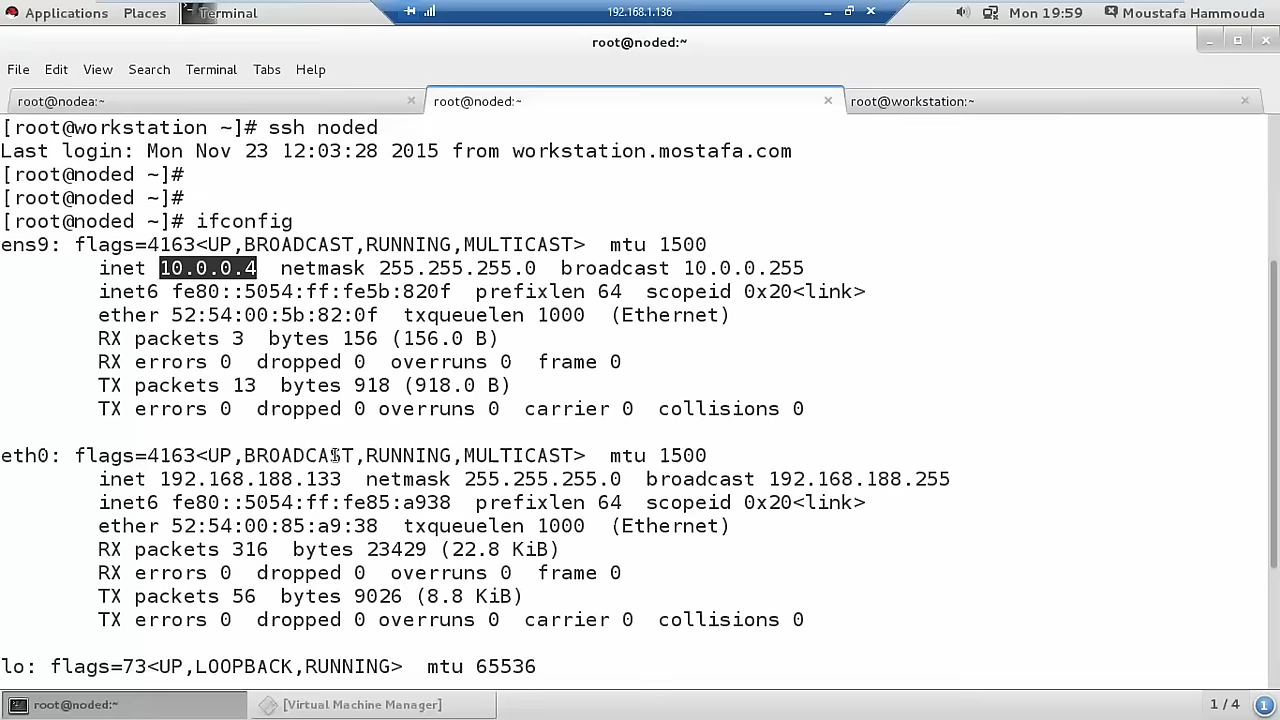 Applications Places Terminal 192.168.1.136 Mon 19:59 Moustafa Hammouda
root@noded:~
File Edit View Search Terminal Tabs Help
root@nodea:~ root@noded:~ root@workstation:~
[root@workstation ~]# ssh noded
Last login: Mon Nov 23 12:03:28 2015 from workstation.mostafa.com
[root@noded ~]#
[root@noded ~]#
[root@noded ~]# ifconfig
ens9: flags=4163<UP,BROADCAST,RUNNING,MULTICAST> mtu 1500
inet 10.0.0.4 netmask 255.255.255.0 broadcast 10.0.0.255
inet6 fe80::5054:ff:fe5b:820f prefixlen 64 scopeid 0x20<link>
ether 52:54:00:5b:82:0f txqueuelen 1000 (Ethernet)
RX packets 3 bytes 156 (156.0 B)
RX errors 0 dropped 0 overruns 0 frame 0
TX packets 13 bytes 918 (918.0 B)
TX errors 0 dropped 0 overruns 0 carrier 0 collisions 0
eth0: flags=4163<UP,BROADCAST,RUNNING,MULTICAST> mtu 1500
inet 192.168.188.133 netmask 255.255.255.0 broadcast 192.168.188.255
inet6 fe80::5054:ff:fe85:a938 prefixlen 64 scopeid 0x20<link>
ether 52:54:00:85:a9:38 txqueuelen 1000 (Ethernet)
RX packets 316 bytes 23429 (22.8 KiB)
RX errors 0 dropped 0 overruns 0 frame 0
TX packets 56 bytes 9026 (8.8 KiB)
TX errors 0 dropped 0 overruns 0 carrier 0 collisions 0
lo: flags=73<UP,LOOPBACK,RUNNING> mtu 65536
root@noded:~ [Virtual Machine Manager] 1 / 4 1